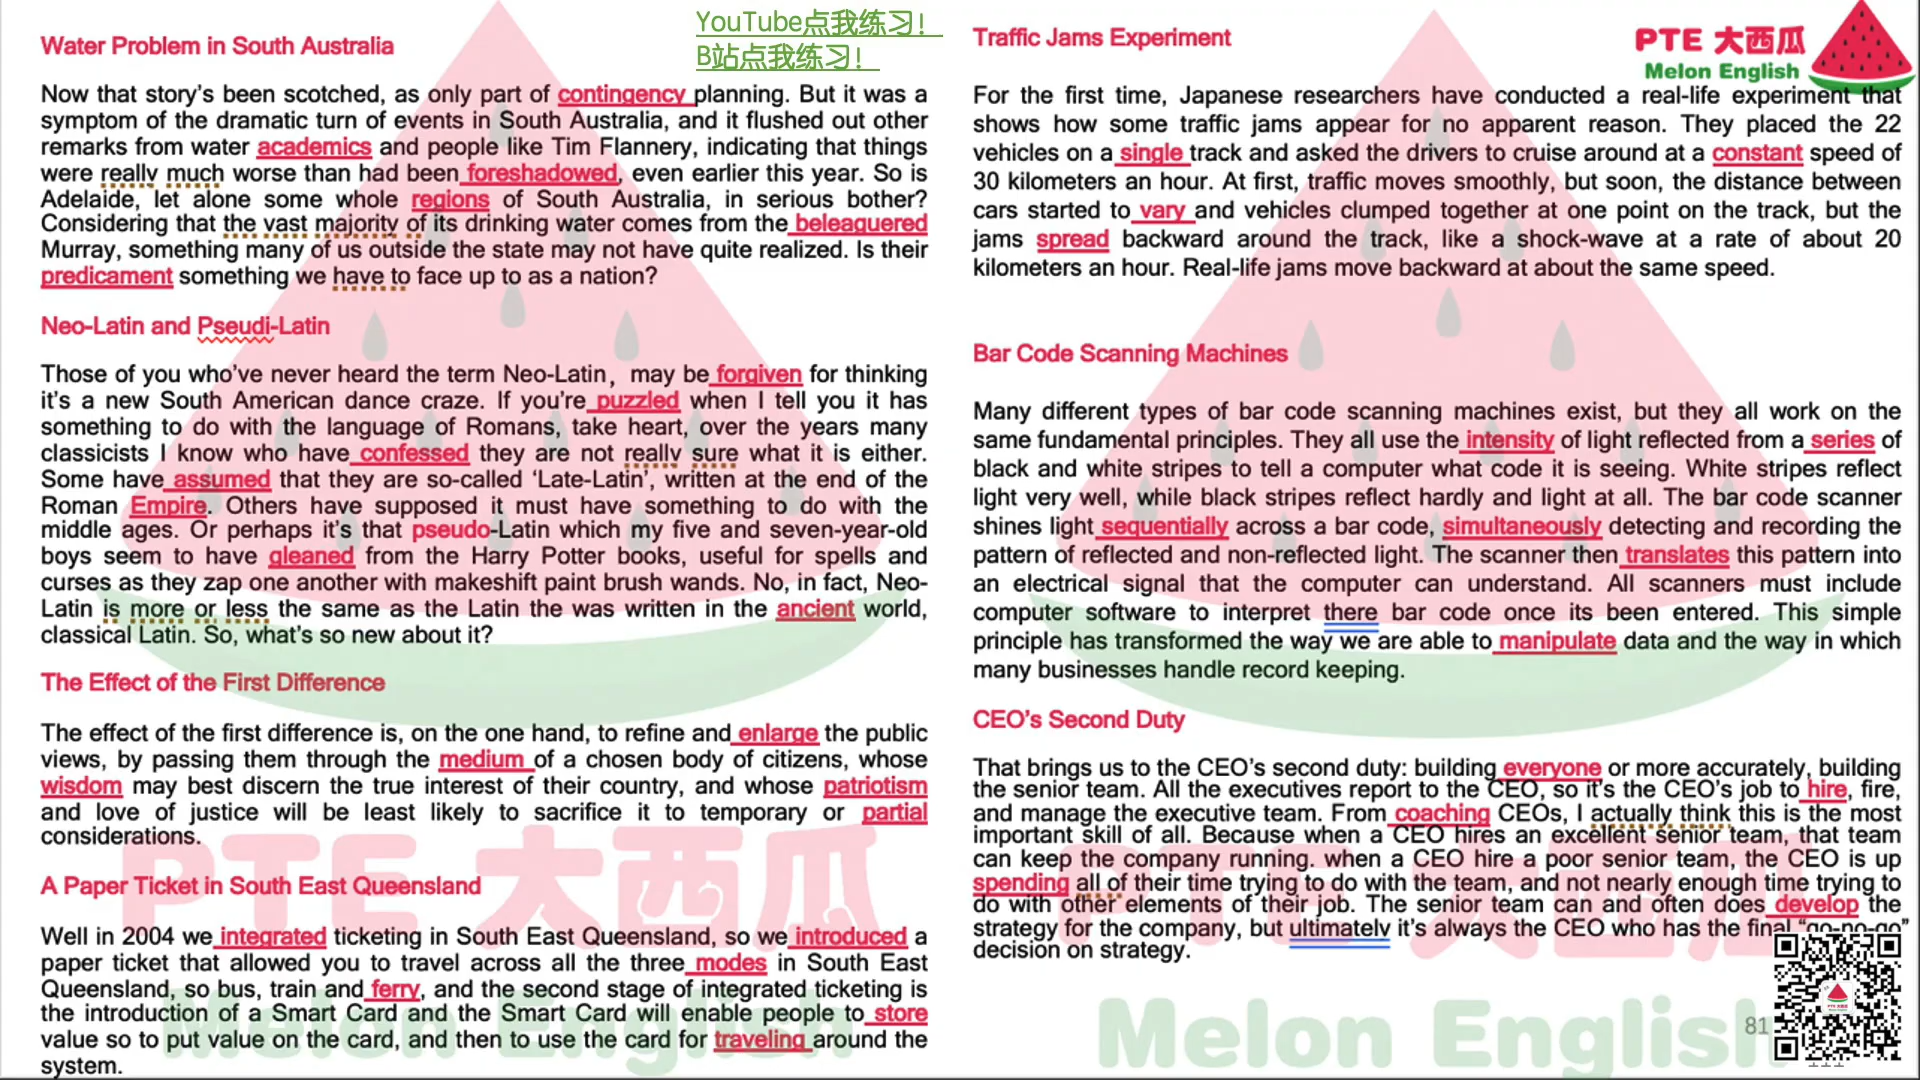 YouTube点我练习！
B站点我练习！
Water Problem in South Australia
Now that story's been scotched, as only part of contingency planning. But it was a
symptom of the dramatic turn of events in South Australia, and it flushed out other
remarks from water academics and people like Tim Flannery, indicating that things
were really much worse than had been foreshadowed, even earlier this year. So is
Adelaide, let alone some whole regions of South Australia, in serious bother?
Considering that the vast majority of its drinking water comes from the beleaguered
Murray, something many of us outside the state may not have quite realized. Is their
predicament something we have to face up to as a nation?
Neo-Latin and Pseudi-Latin
Those of you who've never heard the term Neo-Latin, may be forgiven for thinking
it's a new South American dance craze. If you're puzzled when I tell you it has
something to do with the language of Romans, take heart, over the years many
classicists I know who have confessed they are not really sure what it is either.
Some have assumed that they are so-called 'Late-Latin', written at the end of the
Roman Empire. Others have supposed it must have something to do with the
middle ages. Or perhaps it's that pseudo-Latin which my five and seven-year-old
boys seem to have gleaned from the Harry Potter books, useful for spells and
curses as they zap one another with makeshift paint brush wands. No, in fact, Neo-
Latin is more or less the same as the Latin the was written in the ancient world,
classical Latin. So, what's so new about it?
The Effect of the First Difference
The effect of the first difference is, on the one hand, to refine and enlarge the public
views, by passing them through the medium of a chosen body of citizens, whose
wisdom may best discern the true interest of their country, and whose patriotism
and love of justice will be least likely to sacrifice it to temporary or partial
considerations.
A Paper Ticket in South East Queensland
Well in 2004 we integrated ticketing in South East Queensland, so we introduced a
paper ticket that allowed you to travel across all the three modes in South East
Queensland, so bus, train and ferry, and the second stage of integrated ticketing is
the introduction of a Smart Card and the Smart Card will enable people to store
value so to put value on the card, and then to use the card for traveling around the
system.
Traffic Jams Experiment
PTE 大西瓜
Melon English
For the first time, Japanese researchers have conducted a real-life experiment that
shows how some traffic jams appear for no apparent reason. They placed the 22
vehicles on a single track and asked the drivers to cruise around at a constant speed of
30 kilometers an hour. At first, traffic moves smoothly, but soon, the distance between
cars started to vary and vehicles clumped together at one point on the track, but the
jams spread backward around the track, like a shock-wave at a rate of about 20
kilometers an hour. Real-life jams move backward at about the same speed.
Bar Code Scanning Machines
Many different types of bar code scanning machines exist, but they all work on the
same fundamental principles. They all use the intensity of light reflected from a series of
black and white stripes to tell a computer what code it is seeing. White stripes reflect
light very well, while black stripes reflect hardly and light at all. The bar code scanner
shines light sequentially across a bar code, simultaneously detecting and recording the
pattern of reflected and non-reflected light. The scanner then translates this pattern into
an electrical signal that the computer can understand. All scanners must include
computer software to interpret there bar code once its been entered. This simple
principle has transformed the way we are able to manipulate data and the way in which
many businesses handle record keeping.
CEO's Second Duty
That brings us to the CEO's second duty: building everyone or more accurately, building
the senior team. All the executives report to the CEO, so it's the CEO's job to hire, fire,
and manage the executive team. From coaching CEOs, I actually think this is the most
important skill of all. Because when a CEO hires an excellent senior team, that team
can keep the company running. when a CEO hire a poor senior team, the CEO is up
spending all of their time trying to do with the team, and not nearly enough time trying to
do with other elements of their job. The senior team can and often does develop the
strategy for the company, but ultimately it's always the CEO who has the final "go-no-go"
decision on strategy.
PTE 大西瓜
Melon English
PTE 大西瓜
Melon English
81